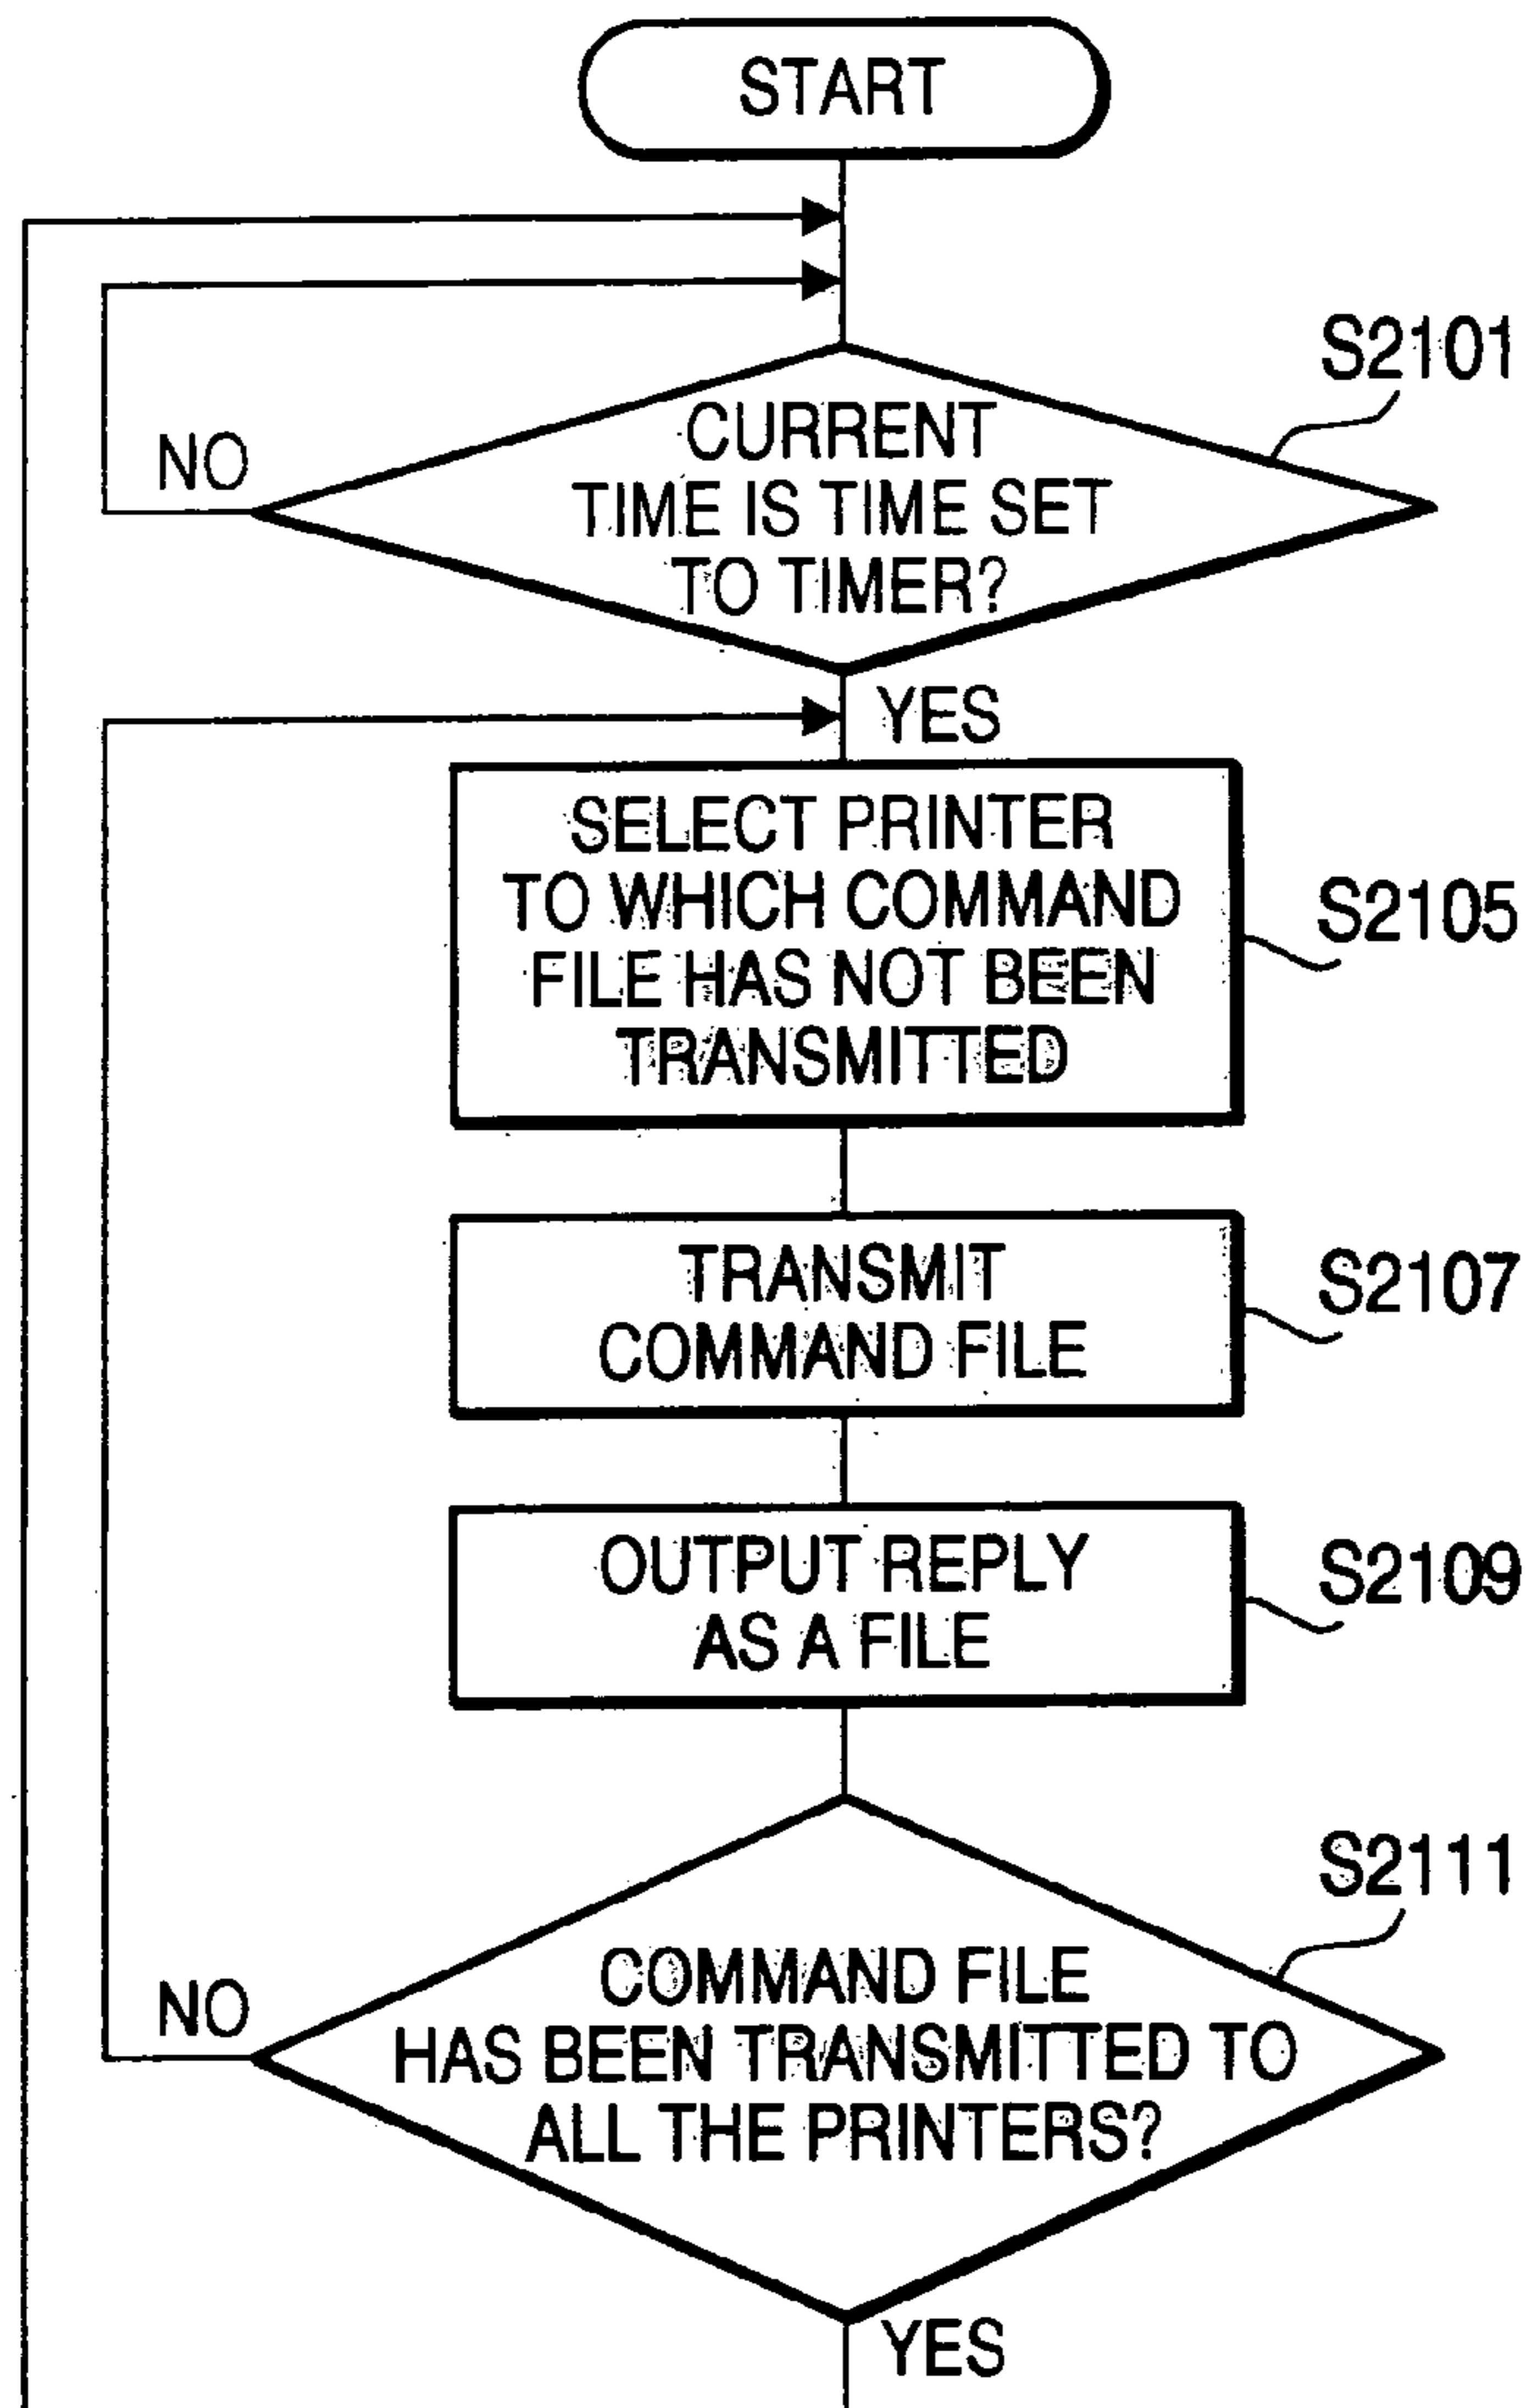 START
S2101
CURRENT
TIME IS TIME SET
TO TIMER?
NO
YES
SELECT PRINTER
TO WHICH COMMAND
FILE HAS NOT BEEN
TRANSMITTED
S2105
TRANSMIT
COMMAND FILE
S2107
OUTPUT REPLY
AS A FILE
S2109
S2111
COMMAND FILE
HAS BEEN TRANSMITTED TO
ALL THE PRINTERS?
NO
YES